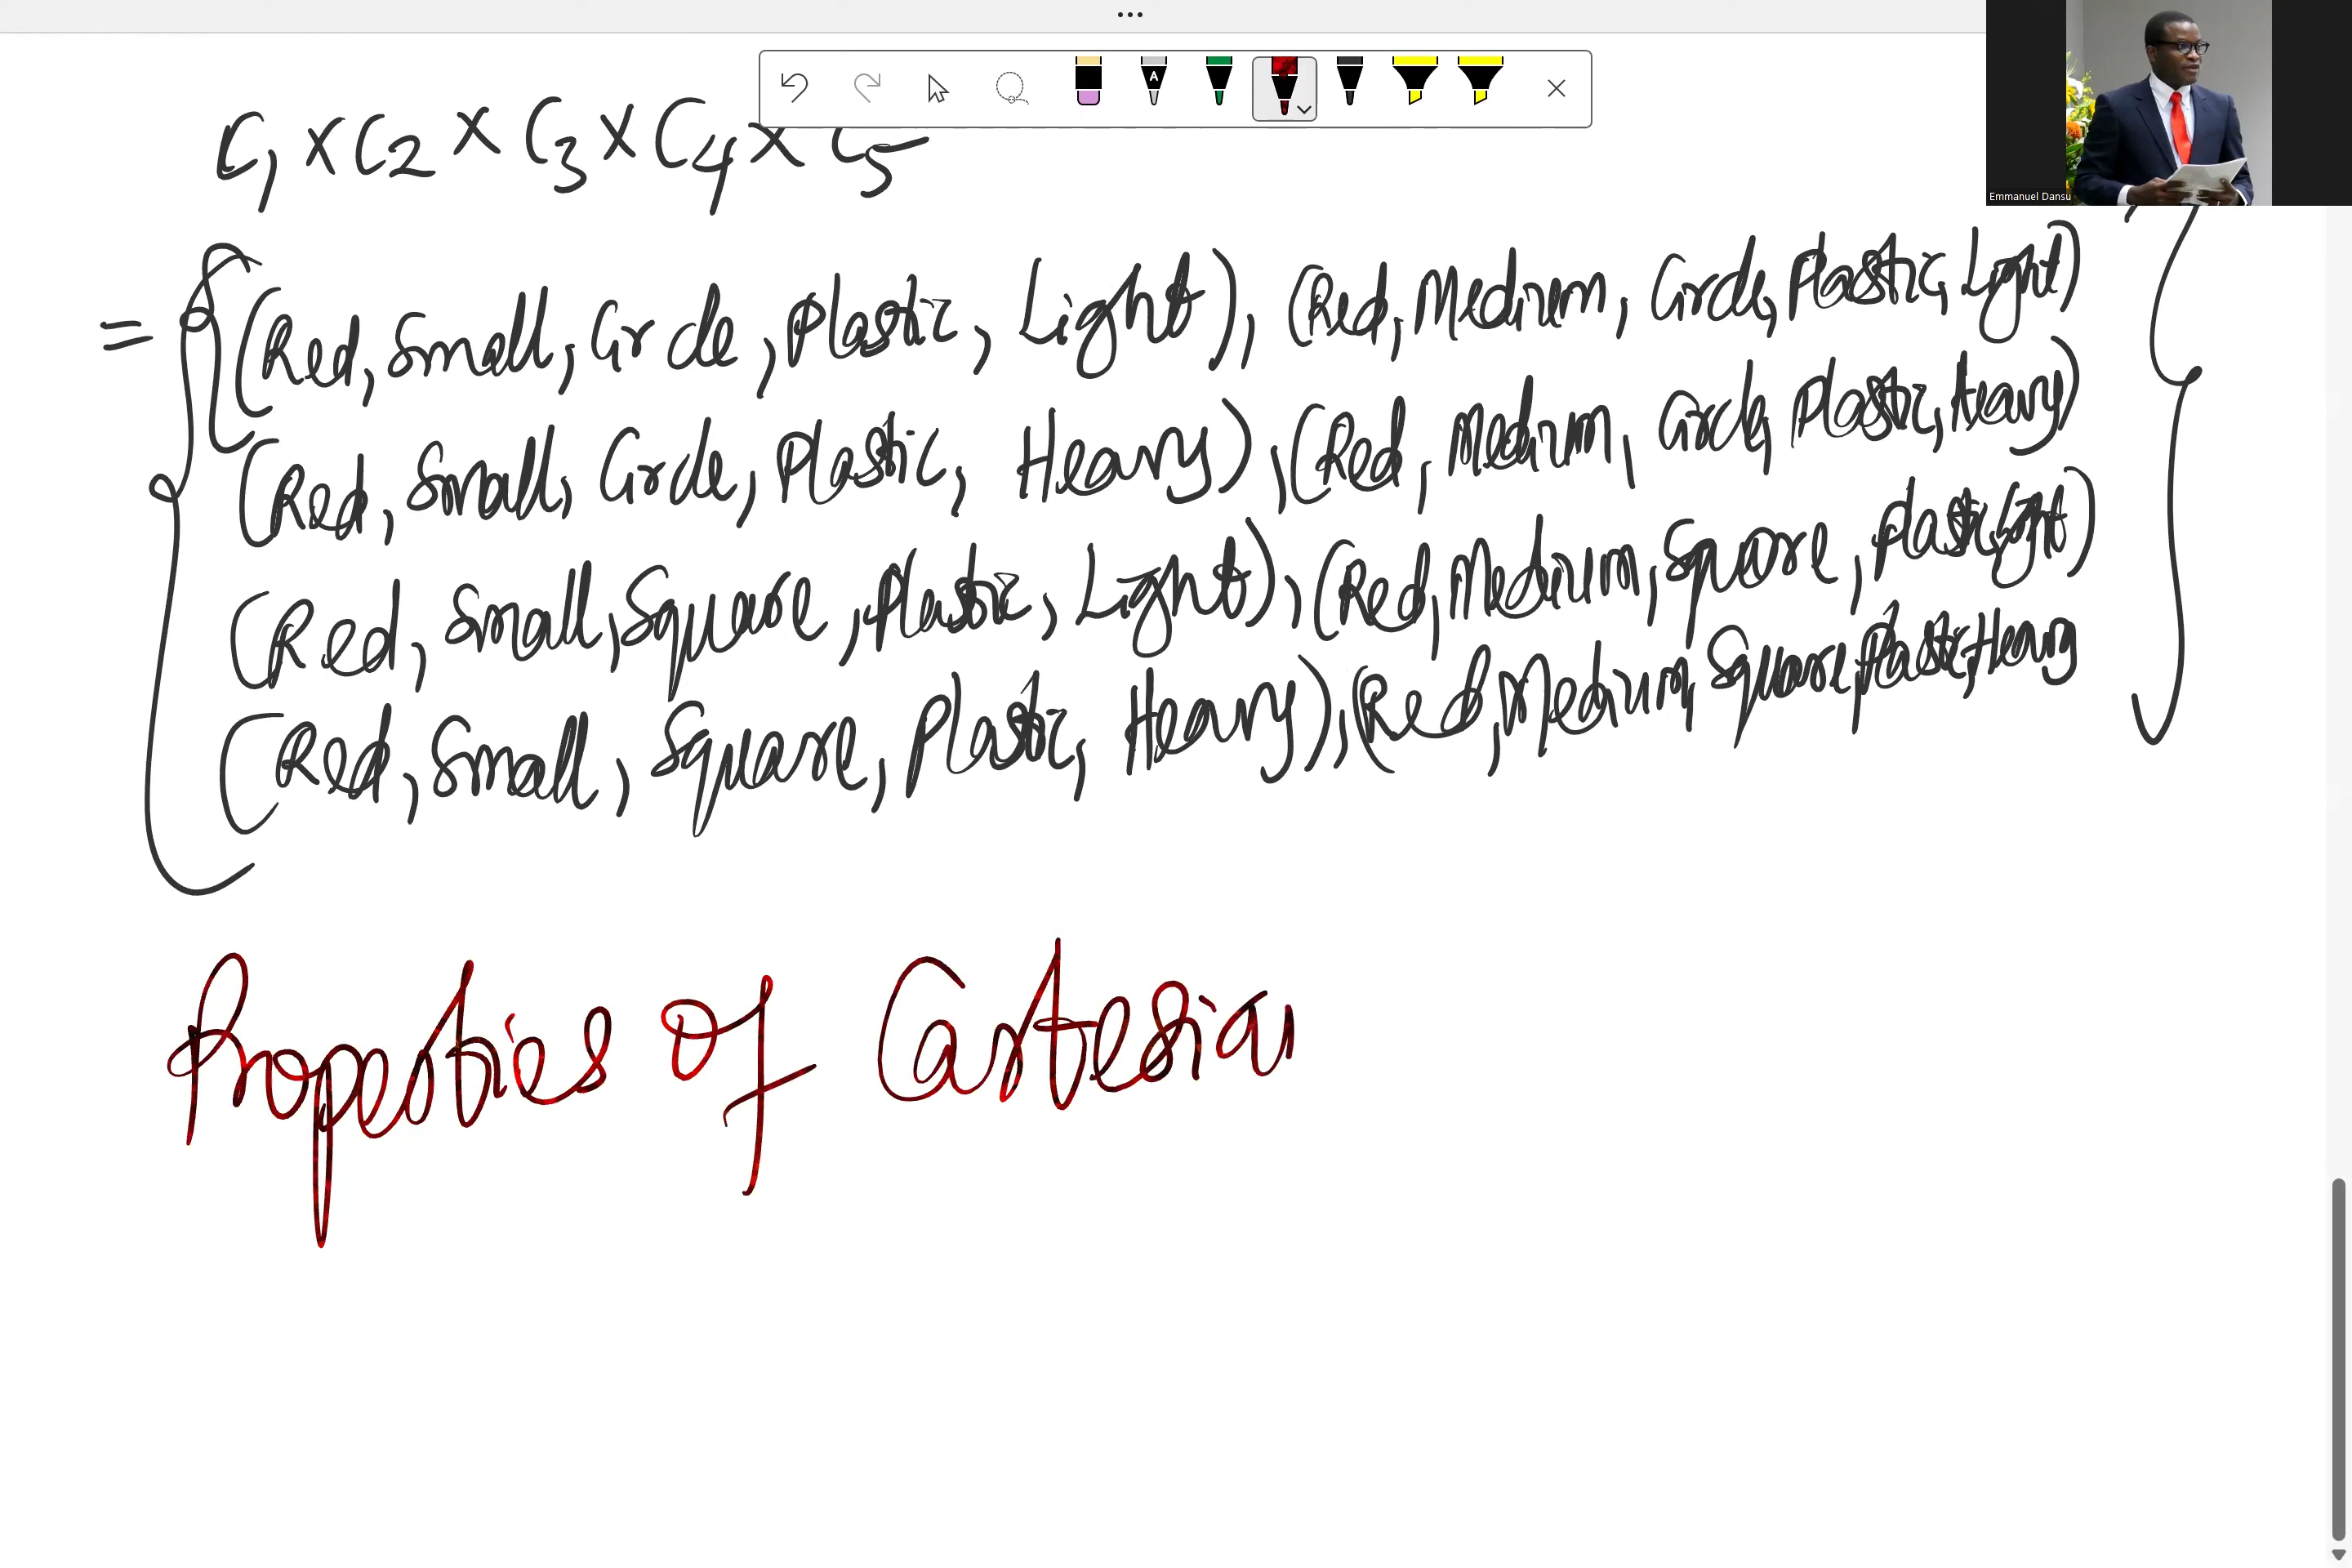 C1 × C2 × C3 × C4 × C5
Emmanuel Dansu
= { (Red, Small, Circle, Plastic, Light), (Red, Medium, Circle, Plastic, Light)
(Red, Small, Circle, Plastic, Heavy), (Red, Medium, Circle, Plastic, Heavy)
(Red, Small, Square, Plastic, Light), (Red, Medium, Square, Plastic, Light)
(Red, Small, Square, Plastic, Heavy), (Red, Medium, Square, Plastic, Heavy }
Properties of Cartesian